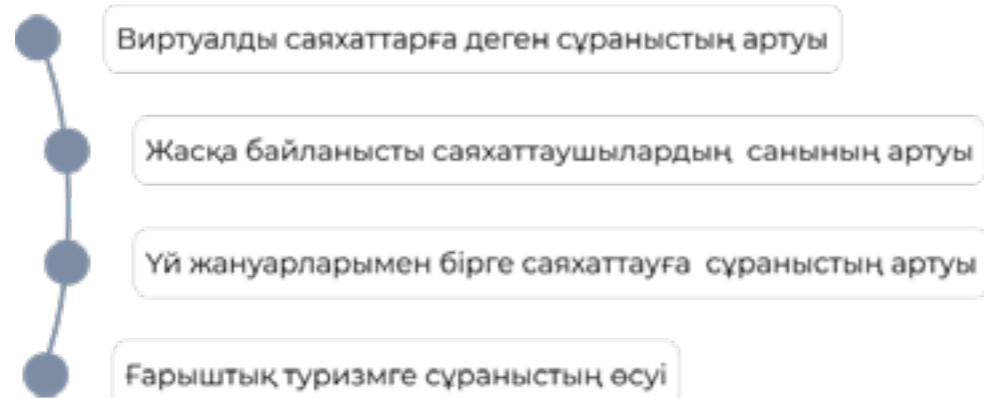 Виртуалды саяхаттарға деген сұраныстың артуы
Жасқа байланысты саяхаттаушылардың санының артуы
Үй жануарларымен бірге саяхаттауға сұраныстың артуы
Ғарыштық туризмге сұраныстың өсуі